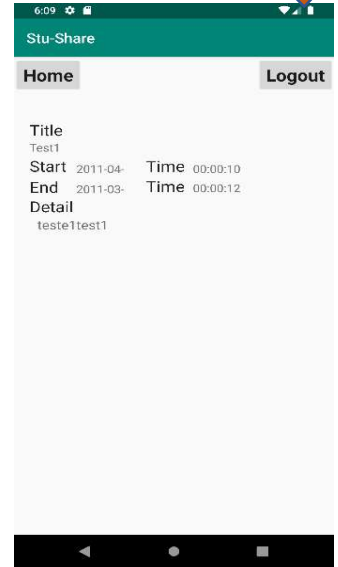 6:09
Stu-Share
Home Logout
Title
Test1
Start 2011-04- Time 00:00:10
End 2011-03- Time 00:00:12
Detail
teste1test1